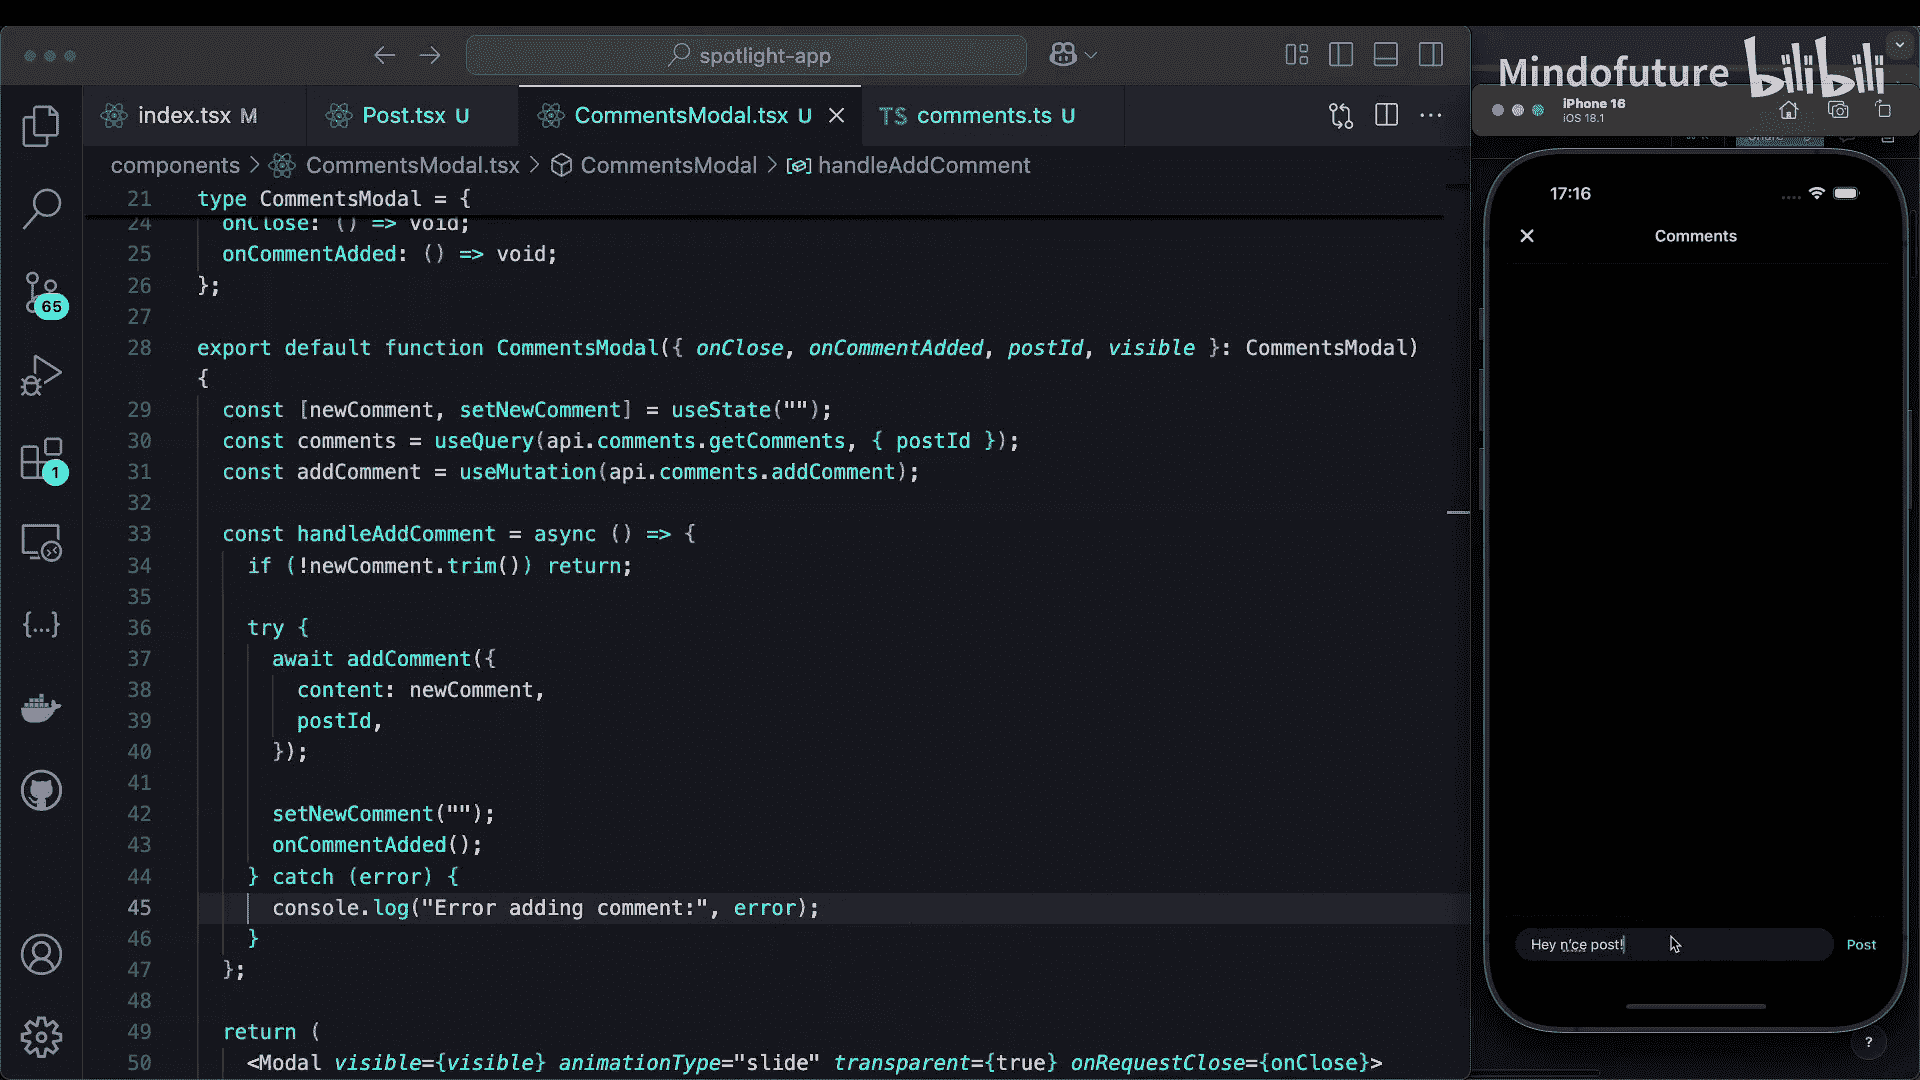 spotlight-app
index.tsx M
Post.tsx U
CommentsModal.tsx U
TS comments.ts U
components > CommentsModal.tsx > CommentsModal > handleAddComment
21 type CommentsModal = {
24 onClose: () => void;
25 onCommentAdded: () => void;
26 };
27
28 export default function CommentsModal({ onClose, onCommentAdded, postId, visible }: CommentsModal)
{
29 const [newComment, setNewComment] = useState("");
30 const comments = useQuery(api.comments.getComments, { postId });
31 const addComment = useMutation(api.comments.addComment);
32
33 const handleAddComment = async () => {
34 if (!newComment.trim()) return;
35
36 try {
37 await addComment({
38 content: newComment,
39 postId,
40 });
41
42 setNewComment("");
43 onCommentAdded();
44 } catch (error) {
45 console.log("Error adding comment:", error);
46 }
47 };
48
49 return (
50 <Modal visible={visible} animationType="slide" transparent={true} onRequestClose={onClose}>
65
1
Mindofuture bilibili
iPhone 16
iOS 18.1
17:16
Comments
Hey n'ce post!
Post
?